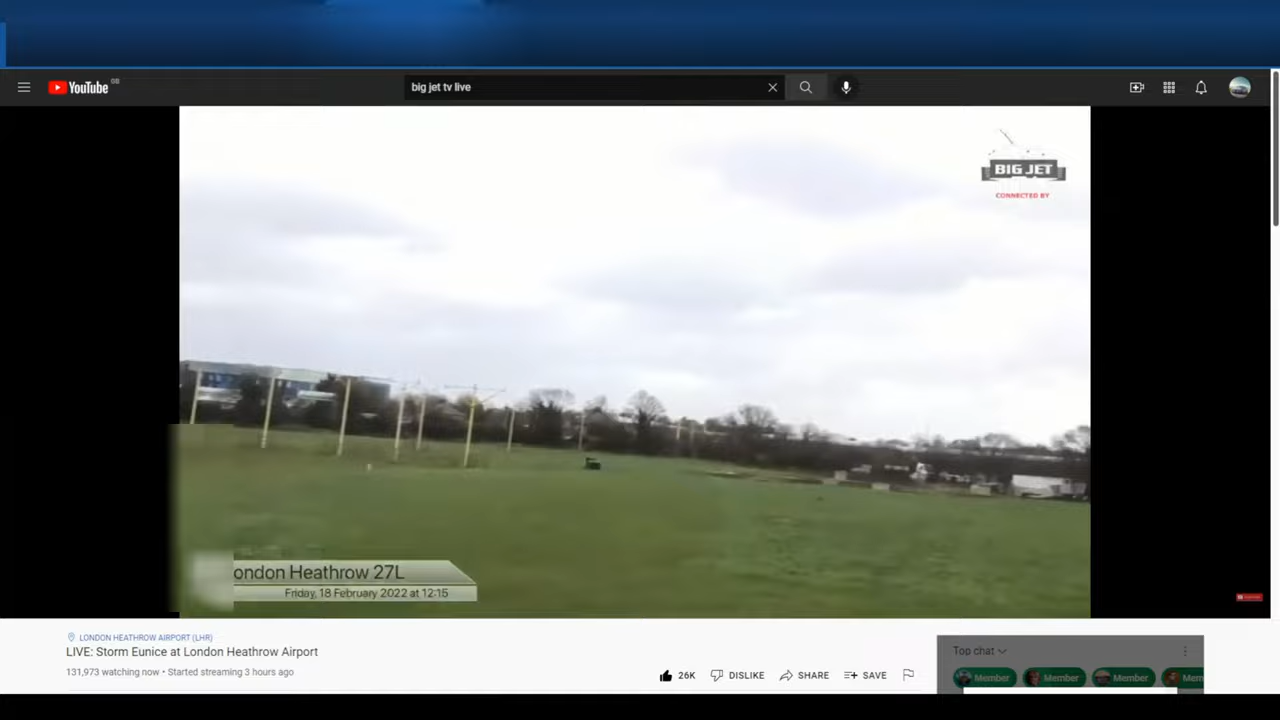 YouTube GB
big jet tv live
BIG JET
CONNECTED BY
ondon Heathrow 27L
Friday, 18 February 2022 at 12:15
LONDON HEATHROW AIRPORT (LHR)
LIVE: Storm Eunice at London Heathrow Airport
131,973 watching now • Started streaming 3 hours ago
26K DISLIKE SHARE SAVE
Top chat
Member Member Member Mem